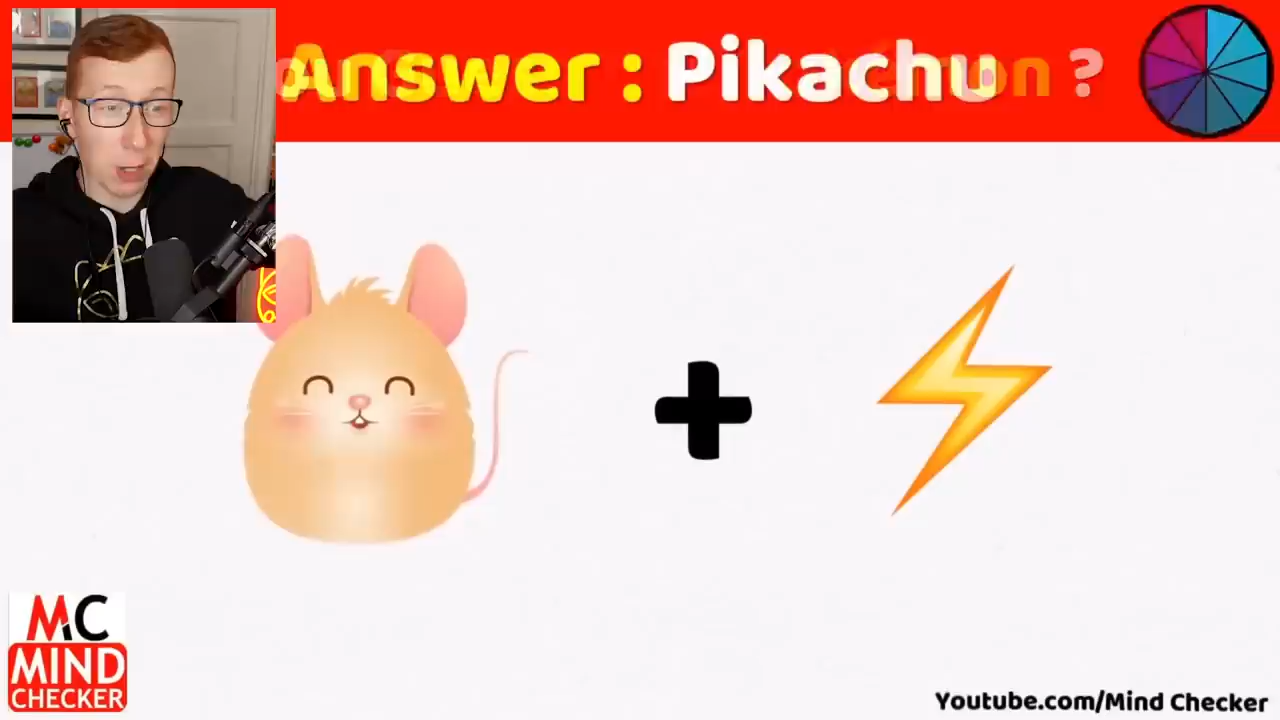 Answer : Pikachu
?
MC
MIND
CHECKER
Youtube.com/Mind Checker